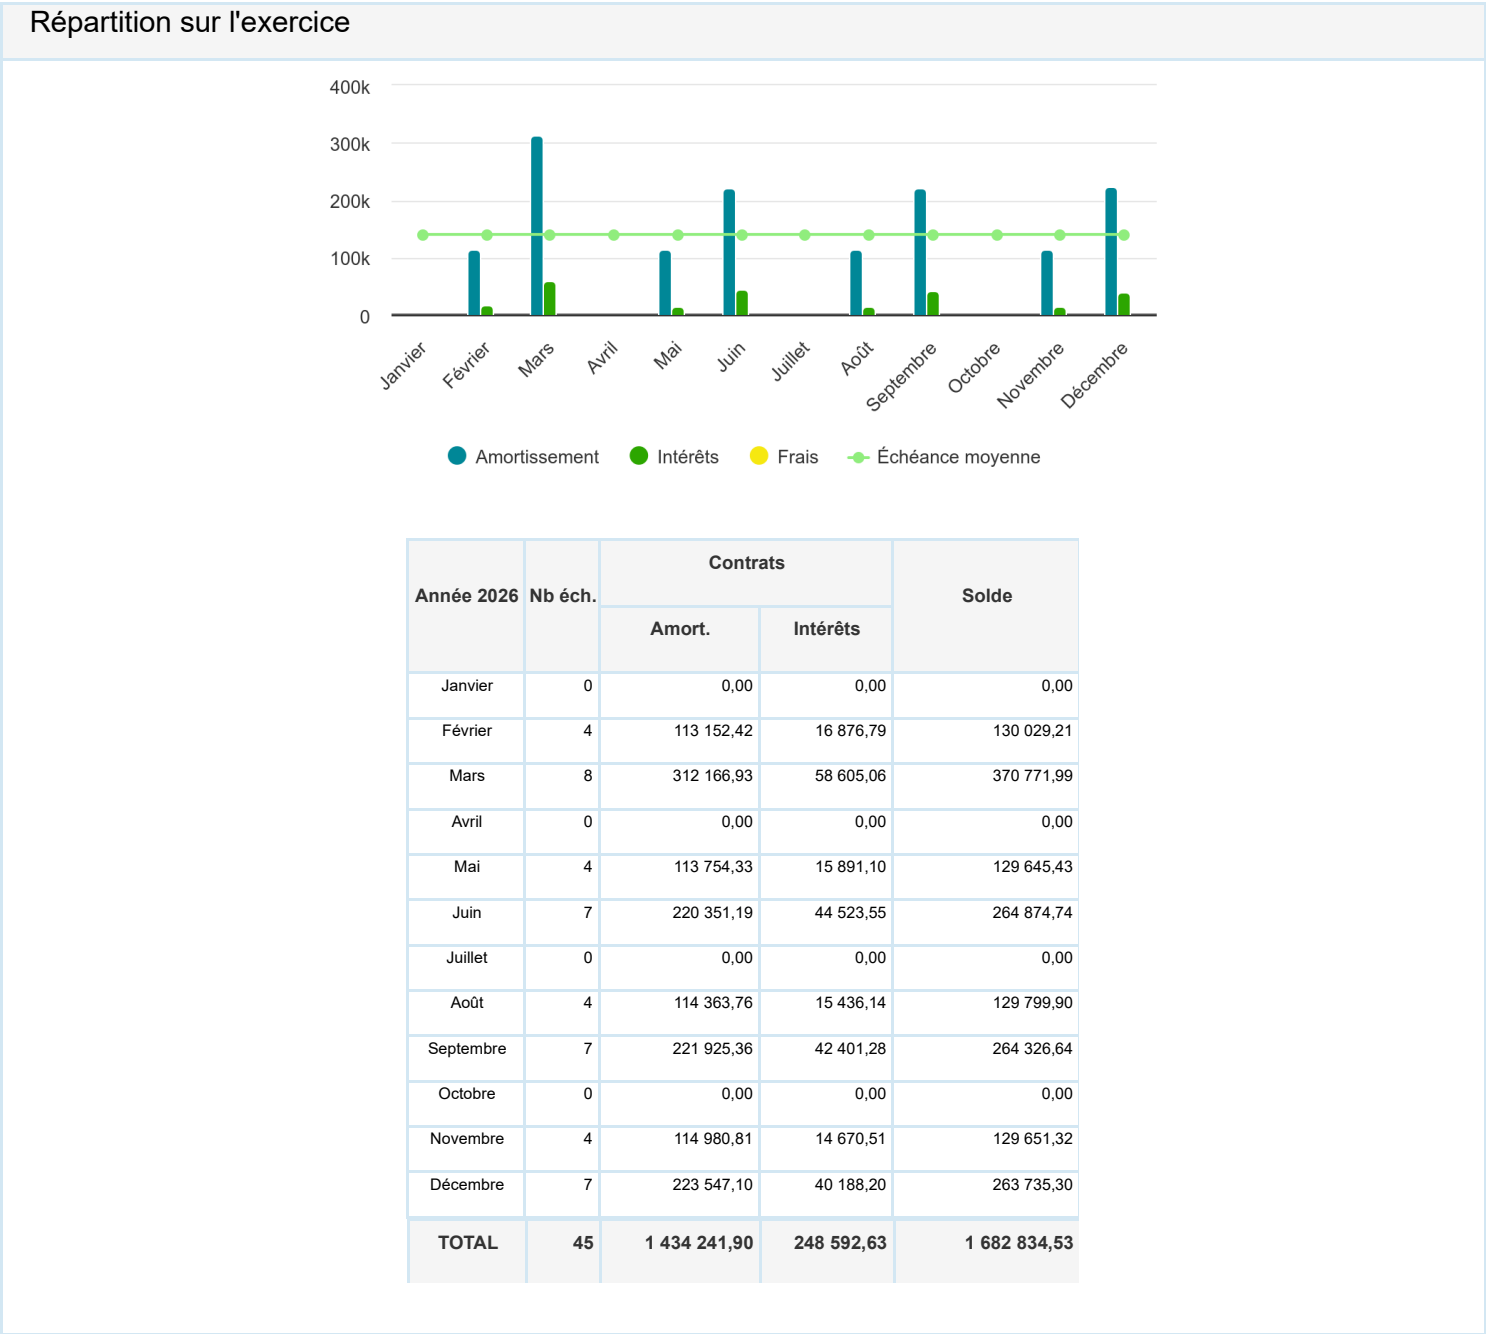 Répartition sur l'exercice
400k
300k
200k
100k
0
Janvier
Février
Mars
Avril
Mai
Juin
Juillet
Août
Septembre
Octobre
Novembre
Décembre
Amortissement Intérêts Frais Échéance moyenne
Contrats
Année 2026 Nb éch. Solde
Amort. Intérêts
Janvier 0 0,00 0,00 0,00
Février 4 113 152,42 16 876,79 130 029,21
Mars 8 312 166,93 58 605,06 370 771,99
Avril 0 0,00 0,00 0,00
Mai 4 113 754,33 15 891,10 129 645,43
Juin 7 220 351,19 44 523,55 264 874,74
Juillet 0 0,00 0,00 0,00
Août 4 114 363,76 15 436,14 129 799,90
Septembre 7 221 925,36 42 401,28 264 326,64
Octobre 0 0,00 0,00 0,00
Novembre 4 114 980,81 14 670,51 129 651,32
Décembre 7 223 547,10 40 188,20 263 735,30
TOTAL 45 1 434 241,90 248 592,63 1 682 834,53